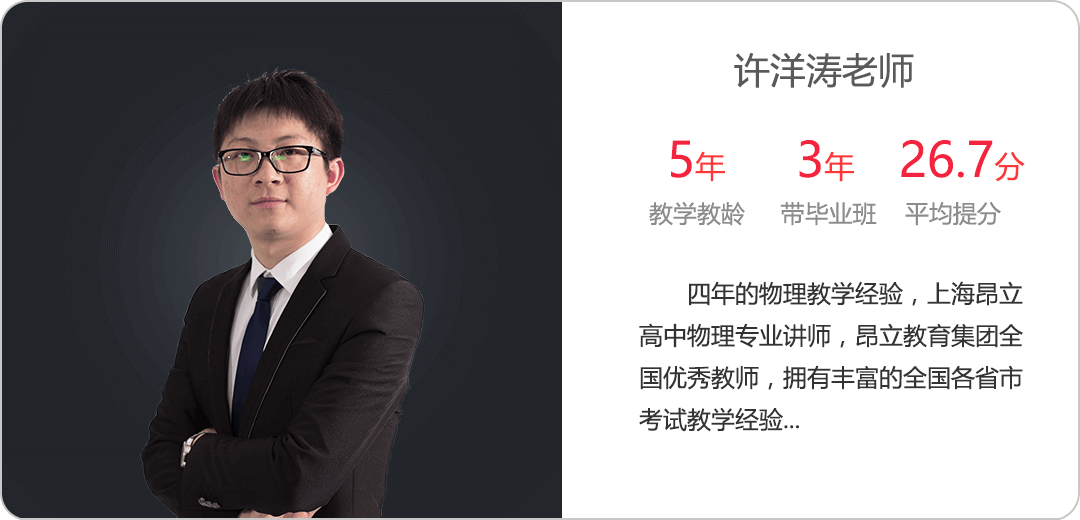 许洋涛老师
5年 3年 26.7分
教学教龄 带毕业班 平均提分
四年的物理教学经验，上海昂立
高中物理专业讲师，昂立教育集团全
国优秀教师，拥有丰富的全国各省市
考试教学经验...